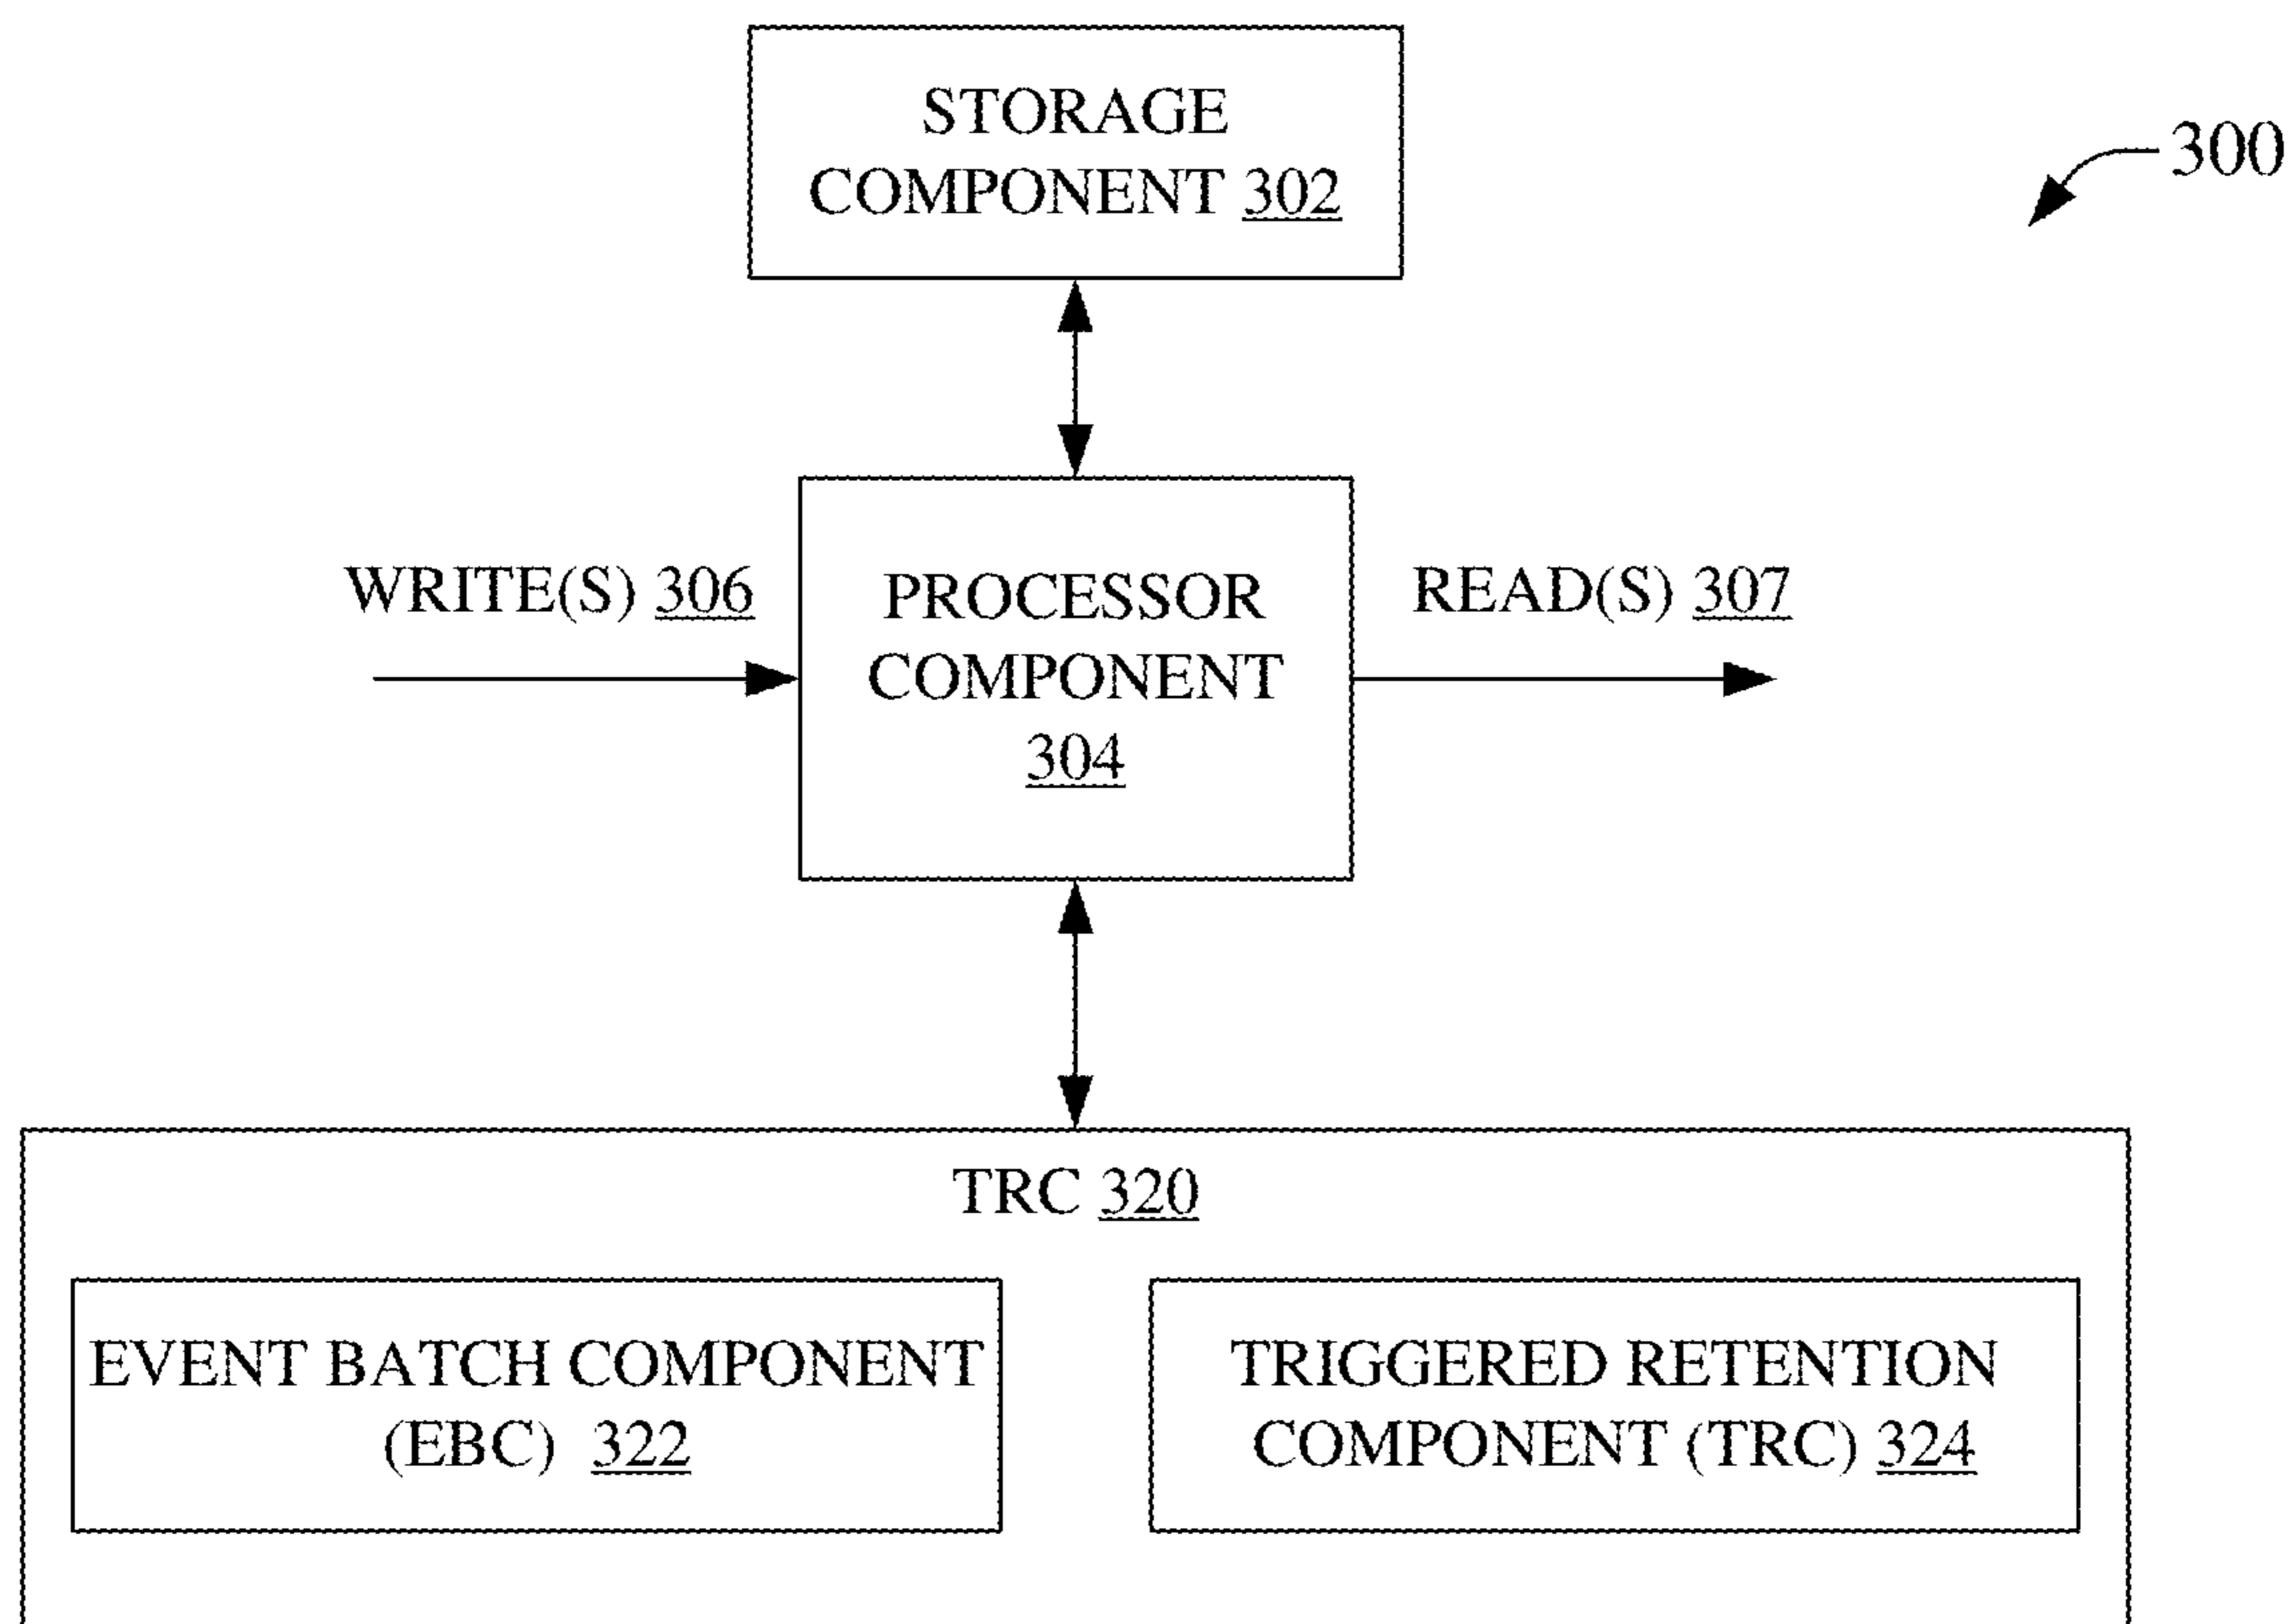 STORAGE
COMPONENT 302
300
WRITE(S) 306
PROCESSOR
COMPONENT
304
READ(S) 307
TRC 320
EVENT BATCH COMPONENT
(EBC) 322
TRIGGERED RETENTION
COMPONENT (TRC) 324